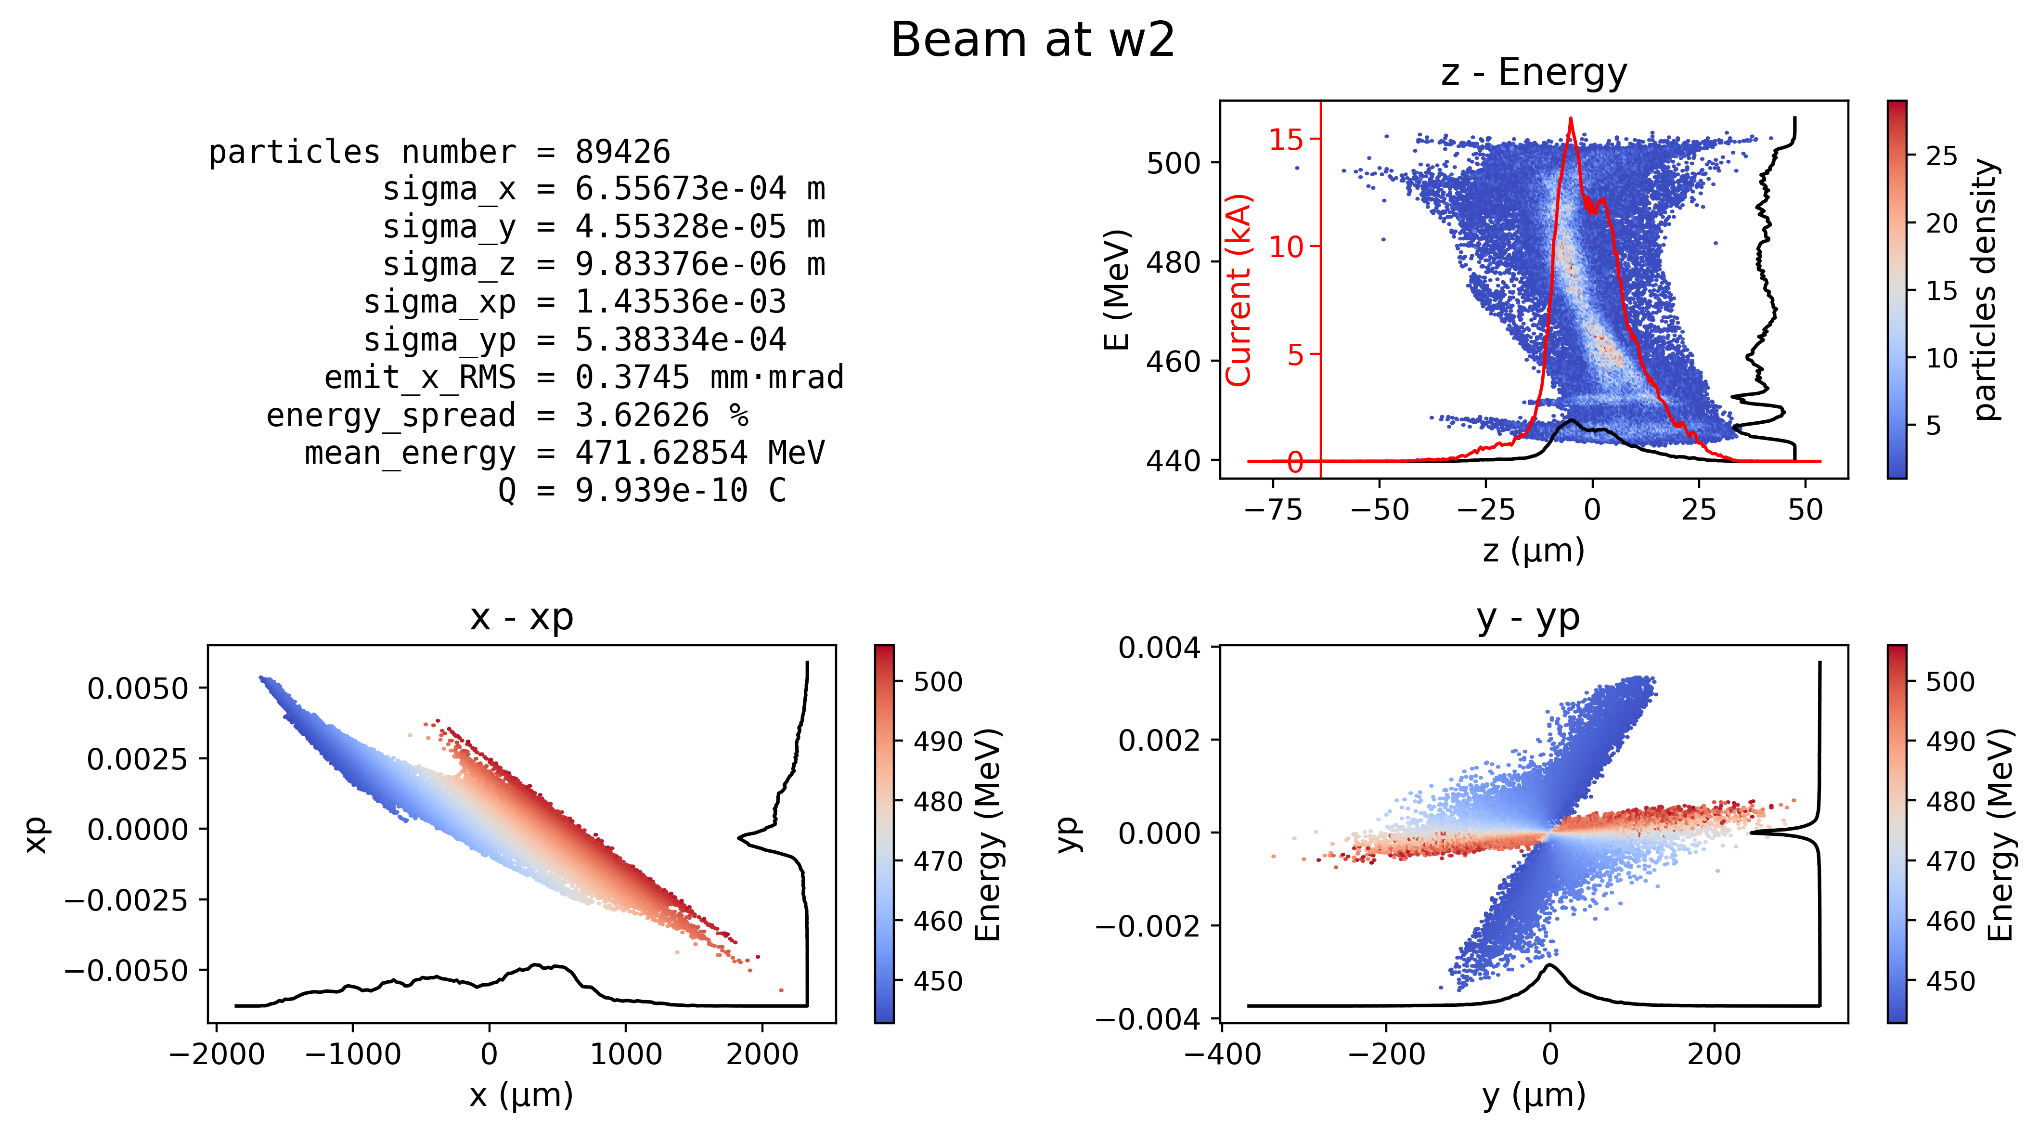 Beam at w2
particles number = 89426
sigma_x = 6.55673e-04 m
sigma_y = 4.55328e-05 m
sigma_z = 9.83376e-06 m
sigma_xp = 1.43536e-03
sigma_yp = 5.38334e-04
emit_x_RMS = 0.3745 mm·mrad
energy_spread = 3.62626 %
mean_energy = 471.62854 MeV
Q = 9.939e-10 C
z - Energy
E (MeV)
500
480
460
440
Current (kA)
15
10
5
0
−75 −50 −25 0 25 50
z (μm)
25
20
15
10
5
particles density
x - xp
xp
0.0050
0.0025
0.0000
−0.0025
−0.0050
−2000 −1000 0 1000 2000
x (μm)
500
490
480
470
460
450
Energy (MeV)
y - yp
yp
0.004
0.002
0.000
−0.002
−0.004
−400 −200 0 200
y (μm)
500
490
480
470
460
450
Energy (MeV)